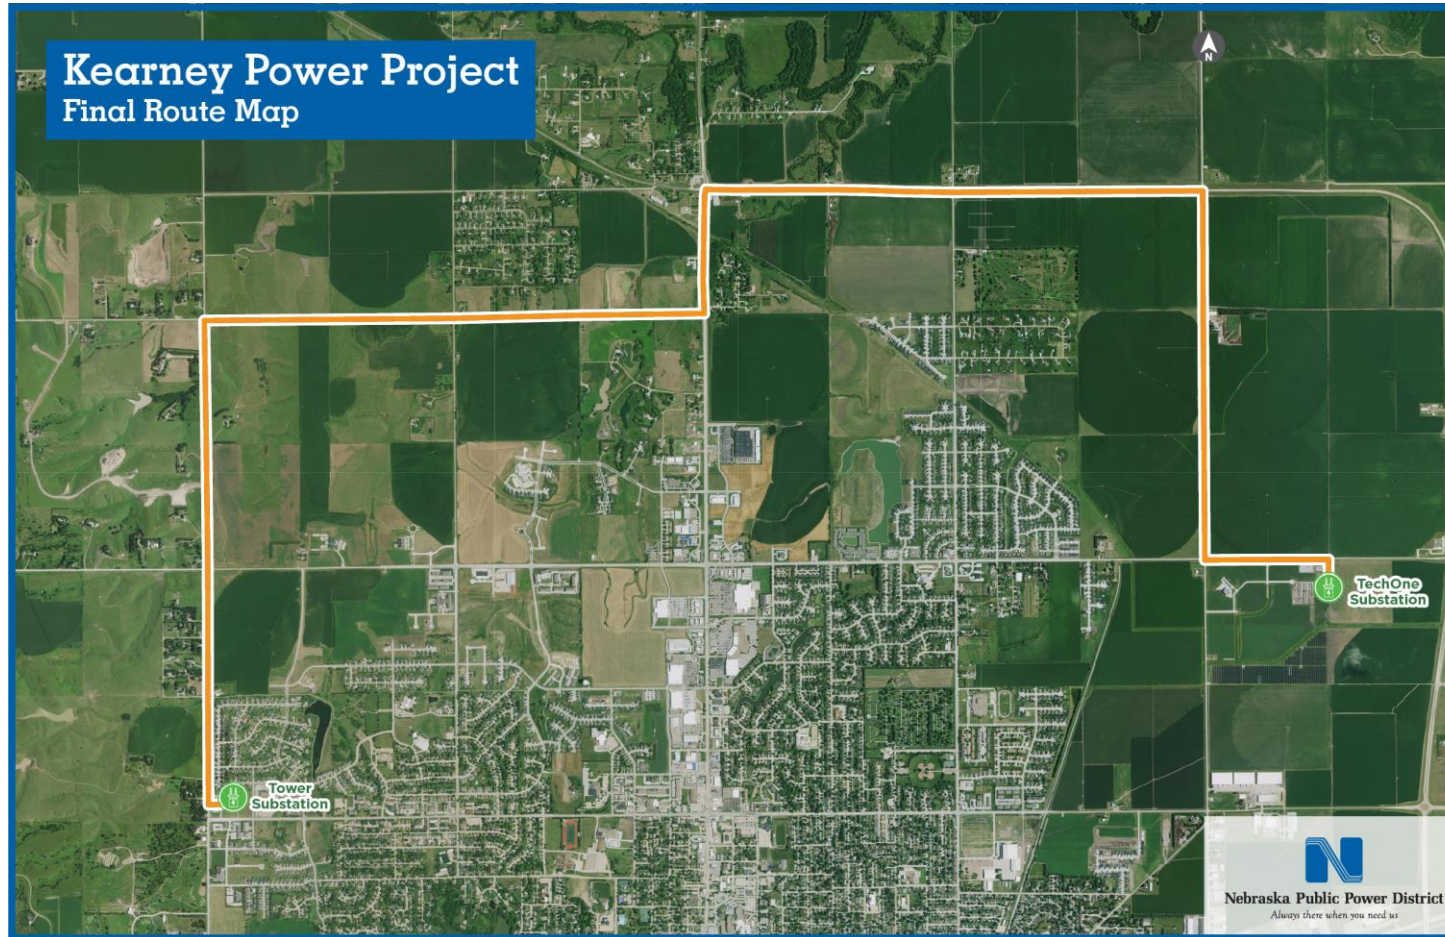 Kearney Power Project
Final Route Map
N
TechOne
Substation
Tower
Substation
N
Nebraska Public Power District
Always there when you need us